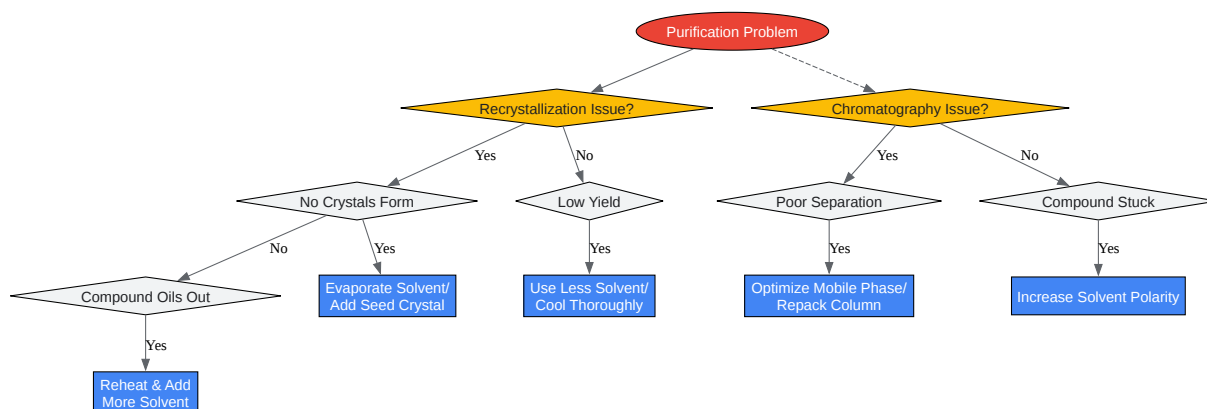 Purification Problem
Recrystallization Issue?
Chromatography Issue?
Yes
No
Yes
No
No Crystals Form
Low Yield
Poor Separation
Compound Stuck
No
Yes
Yes
Yes
Yes
Compound Oils Out
Evaporate Solvent/
Add Seed Crystal
Use Less Solvent/
Cool Thoroughly
Optimize Mobile Phase/
Repack Column
Increase Solvent Polarity
Yes
Reheat & Add
More Solvent